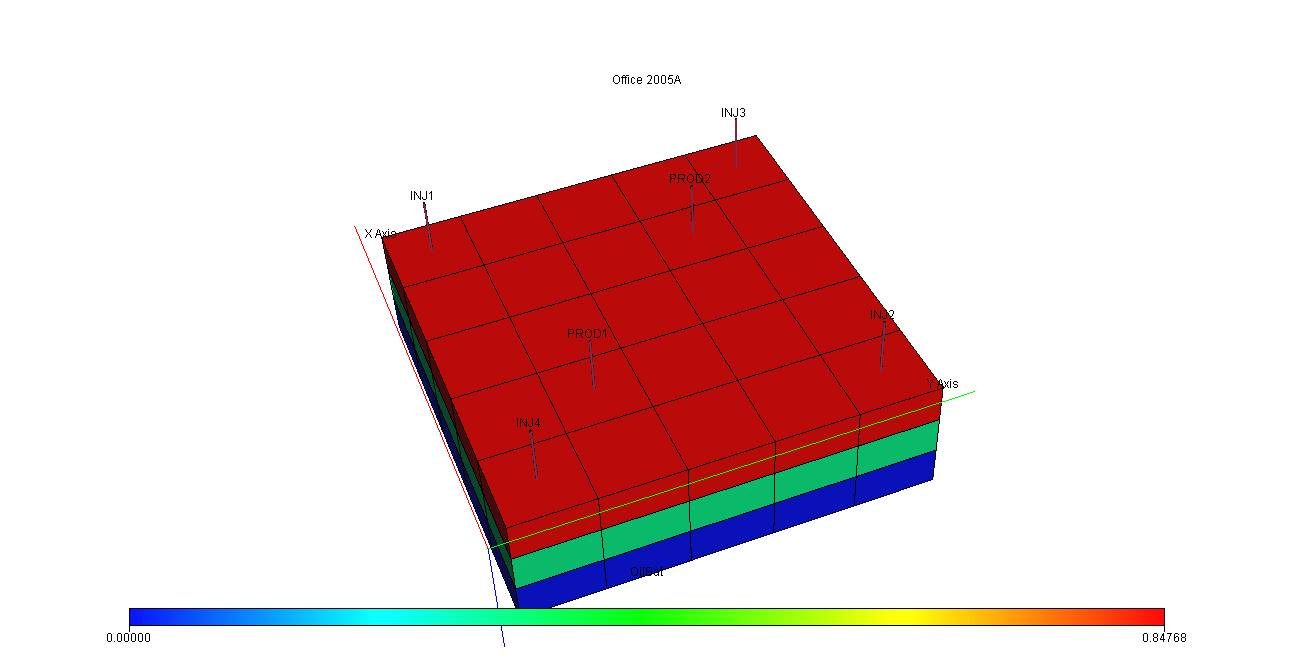 Office 2005A
INJ3
PROD2
INJ1
X Axis
INJ2
PROD1
Y Axis
INJ4
OilSat
0.00000
0.84768